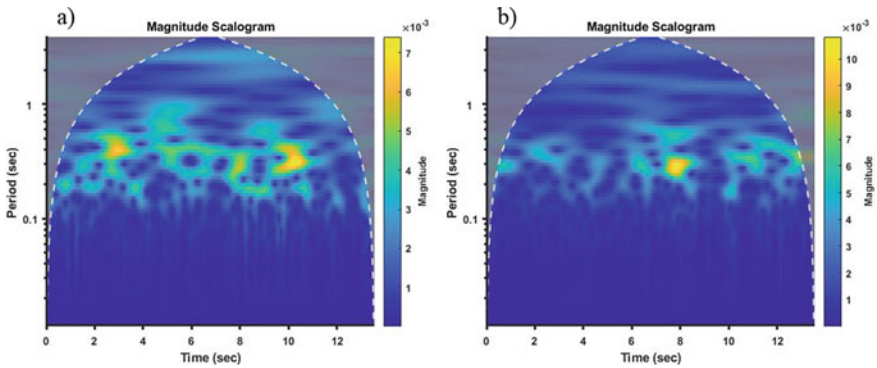 a)
Magnitude Scalogram
×10⁻³
7
6
5
4
3
2
1
Magnitude
1
0.1
Period (sec)
0 2 4 6 8 10 12
Time (sec)
b)
Magnitude Scalogram
×10⁻³
10
9
8
7
6
5
4
3
2
1
Magnitude
1
0.1
Period (sec)
0 2 4 6 8 10 12
Time (sec)